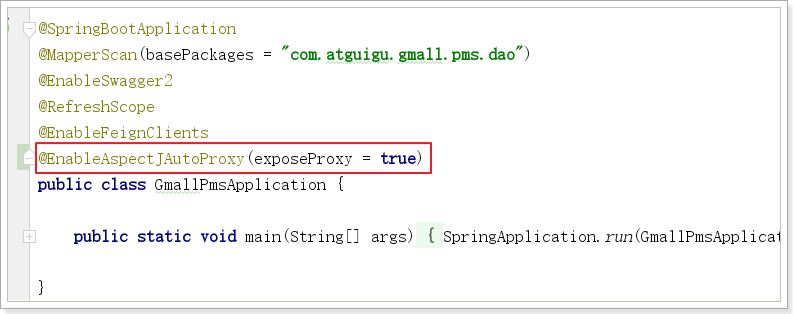 @SpringBootApplication
@MapperScan(basePackages = "com.atguigu.gmall.pms.dao")
@EnableSwagger2
@RefreshScope
@EnableFeignClients
@EnableAspectJAutoProxy(exposeProxy = true)
public class GmallPmsApplication {
public static void main(String[] args) { SpringApplication.run(GmallPmsApplicat
}